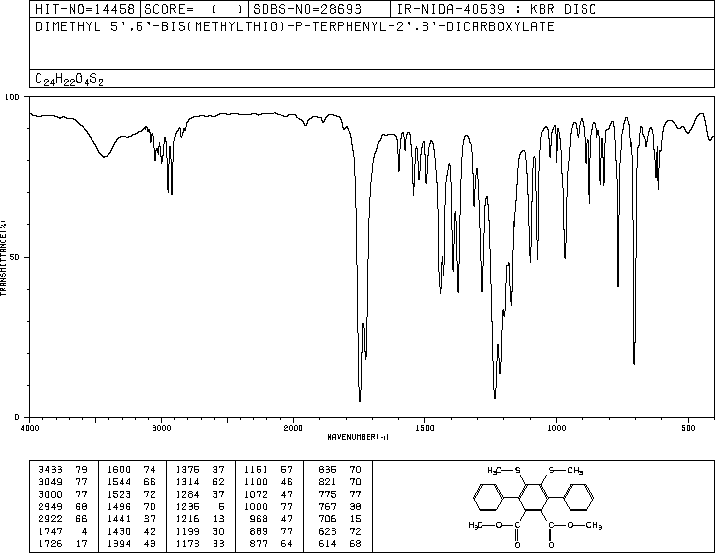 HIT-NO=14458 SCORE= ( ) SDBS-NO=28693 IR-NIDA-40539 : KBR DISC
DIMETHYL 5',6'-BIS(METHYLTHIO)-P-TERPHENYL-2',3'-DICARBOXYLATE
C24H22O4S2
100
50
0
TRANSMITTANCE(%)
4000 3000 2000 1500 1000 500
WAVENUMBER(-1)
3433 79 1600 74 1376 37 1161 67 836 70
3049 77 1544 66 1314 62 1100 46 821 70
3000 77 1523 72 1284 37 1072 47 775 77
2949 68 1496 70 1235 5 1000 77 767 38
2922 66 1441 37 1216 13 968 47 706 15
1747 4 1430 42 1199 30 889 77 623 72
1726 17 1394 43 1173 33 877 64 614 68
H3C—S S—CH3
H3C—O C C O—CH3
O O